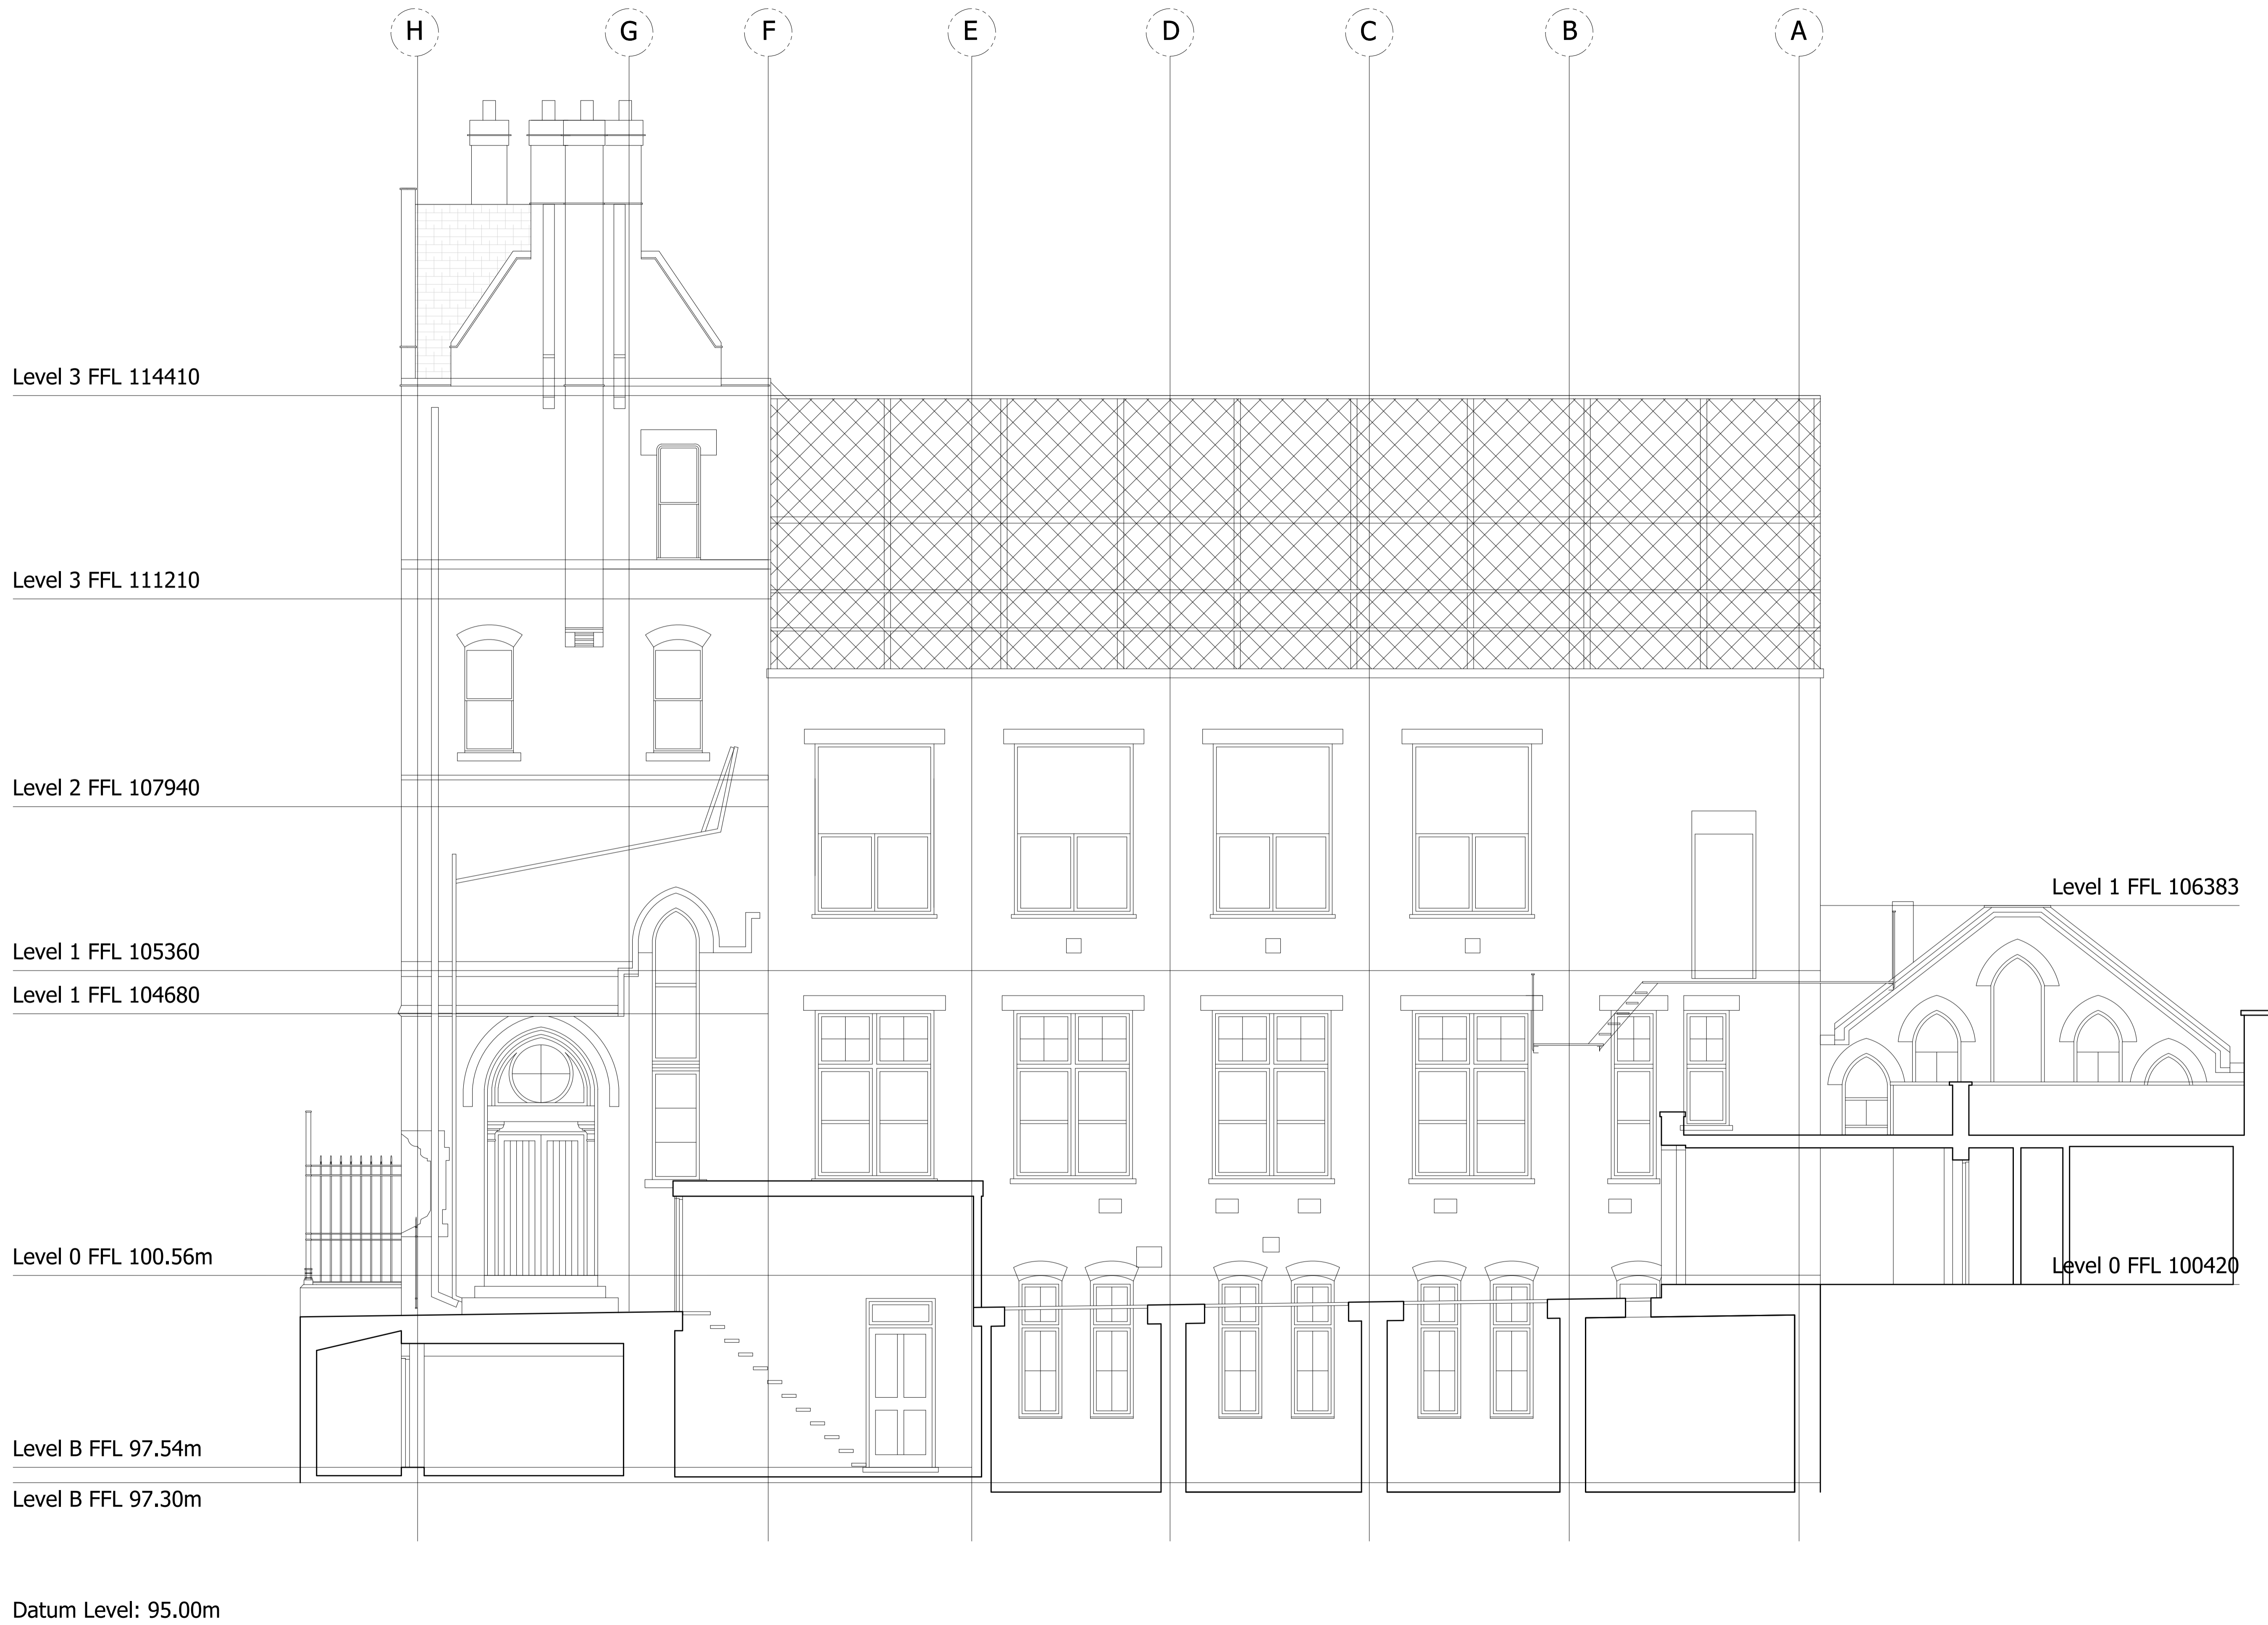 H G F E D C B A
Level 3 FFL 114410
Level 3 FFL 111210
Level 2 FFL 107940
Level 1 FFL 106383
Level 1 FFL 105360
Level 1 FFL 104680
Level 0 FFL 100.56m
Level 0 FFL 100420
Level B FFL 97.54m
Level B FFL 97.30m
Datum Level: 95.00m